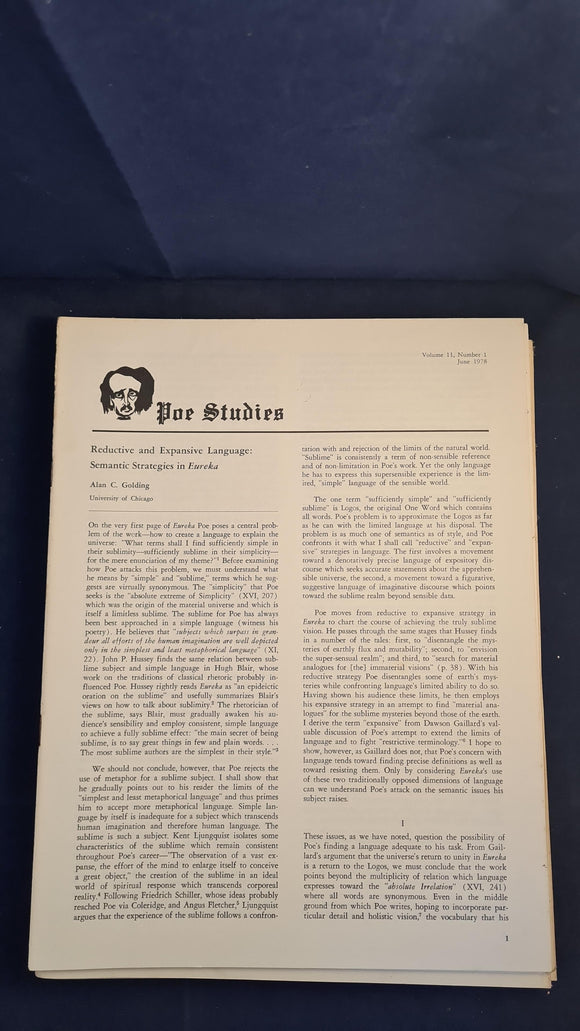 Volume 11, Number 1
June 1978
Poe Studies
Reductive and Expansive Language:
Semantic Strategies in Eureka
Alan C. Golding
University of Chicago
On the very first page of Eureka Poe poses a central prob-
lem of the work—how to create a language to explain the
universe: "What terms shall I find sufficiently simple in
their sublimity—sufficiently sublime in their simplicity—
for the mere enunciation of my theme?"1 Before examining
how Poe attacks this problem, we must understand what
he means by "simple" and "sublime," terms which he sug-
gests are virtually synonymous. The "simplicity" that Poe
seeks is the "absolute extreme of Simplicity" (XVI, 207)
which was the origin of the material universe and which is
itself a limitless sublime. The sublime for Poe has always
been best approached in a simple language (witness his
poetry). He believes that "subjects which surpass in gran-
deur all efforts of the human imagination are well depicted
only in the simplest and least metaphorical language" (XI,
22). John P. Hussey finds the same relation between sub-
lime subject and simple language in Hugh Blair, whose
work on the traditions of classical rhetoric probably in-
fluenced Poe. Hussey rightly reads Eureka as "an epideictic
oration on the sublime" and usefully summarizes Blair's
views on how to talk about sublimity.2 The rhetorician of
the sublime, says Blair, must gradually awaken his au-
dience's sensibility and employ consistent, simple language
to achieve a fully sublime effect: "the main secret of being
sublime, is to say great things in few and plain words. . . .
The most sublime authors are the simplest in their style."3
We should not conclude, however, that Poe rejects the
use of metaphor for a sublime subject. I shall show that
he gradually points out to his reader the limits of the
"simplest and least metaphorical language" and thus primes
him to accept more metaphorical language. Simple lan-
guage by itself is inadequate for a subject which transcends
human imagination and therefore human language. The
sublime is such a subject. Kent Ljungquist isolates some
characteristics of the sublime which remain consistent
throughout Poe's career—"The observation of a vast ex-
panse, the effort of the mind to enlarge itself to conceive
a great object," the creation of the sublime in an ideal
world of spiritual response which transcends corporeal
reality.4 Following Friedrich Schiller, whose ideas probably
reached Poe via Coleridge, and Angus Fletcher,5 Ljungquist
argues that the experience of the sublime follows a confron-
tation with and rejection of the limits of the natural world.
"Sublime" is consistently a term of non-sensible reference
and of non-limitation in Poe's work. Yet the only language
he has to express this supersensible experience is the lim-
ited, "simple" language of the sensible world.
The one term "sufficiently simple" and "sufficiently
sublime" is Logos, the original One Word which contains
all words. Poe's problem is to approximate the Logos as far
as he can with the limited language at his disposal. The
problem is as much one of semantics as of style, and Poe
confronts it with what I shall call "reductive" and "expan-
sive" strategies in language. The first involves a movement
toward a denotatively precise language of expository dis-
course which seeks accurate statements about the apprehen-
sible universe, the second, a movement toward a figurative,
suggestive language of imaginative discourse which points
toward the sublime realm beyond sensible data.
Poe moves from reductive to expansive strategy in
Eureka to chart the course of achieving the truly sublime
vision. He passes through the same stages that Hussey finds
in a number of the tales: first, to "disentangle the mys-
teries of earthly flux and mutability"; second, to "envision
the super-sensual realm"; and third, to "search for material
analogues for [the] immaterial visions" (p. 38). With his
reductive strategy Poe disentangles some of earth's mys-
teries while confronting language's limited ability to do so.
Having shown his audience these limits, he then employs
his expansive strategy in an attempt to find "material ana-
logues" for the sublime mysteries beyond those of the earth.
I derive the term "expansive" from Dawson Gaillard's val-
uable discussion of Poe's attempt to extend the limits of
language and to fight "restrictive terminology."6 I hope to
show, however, as Gaillard does not, that Poe's concern with
language tends toward finding precise definitions as well as
toward resisting them. Only by considering Eureka's use
of these two traditionally opposed dimensions of language
can we understand Poe's attack on the semantic issues his
subject raises.
I
These issues, as we have noted, question the possibility of
Poe's finding a language adequate to his task. From Gail-
lard's argument that the universe's return to unity in Eureka
is a return to the Logos, we must conclude that the work
points beyond the multiplicity of relation which language
expresses toward the "absolute Irrelation" (XVI, 241)
where all words are synonymous. Even in the middle
ground from which Poe writes, hoping to incorporate par-
ticular detail and holistic vision,7 the vocabulary that his
1